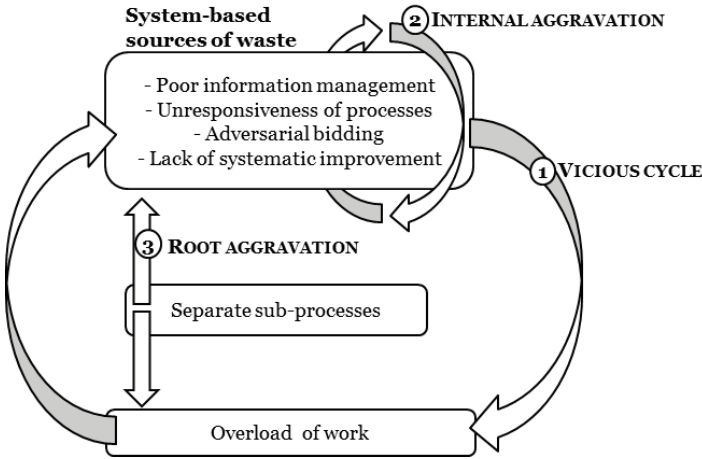 System-based
sources of waste
2 INTERNAL AGGRAVATION
- Poor information management
- Unresponsiveness of processes
- Adversarial bidding
- Lack of systematic improvement
1 VICIOUS CYCLE
3 ROOT AGGRAVATION
Separate sub-processes
Overload of work